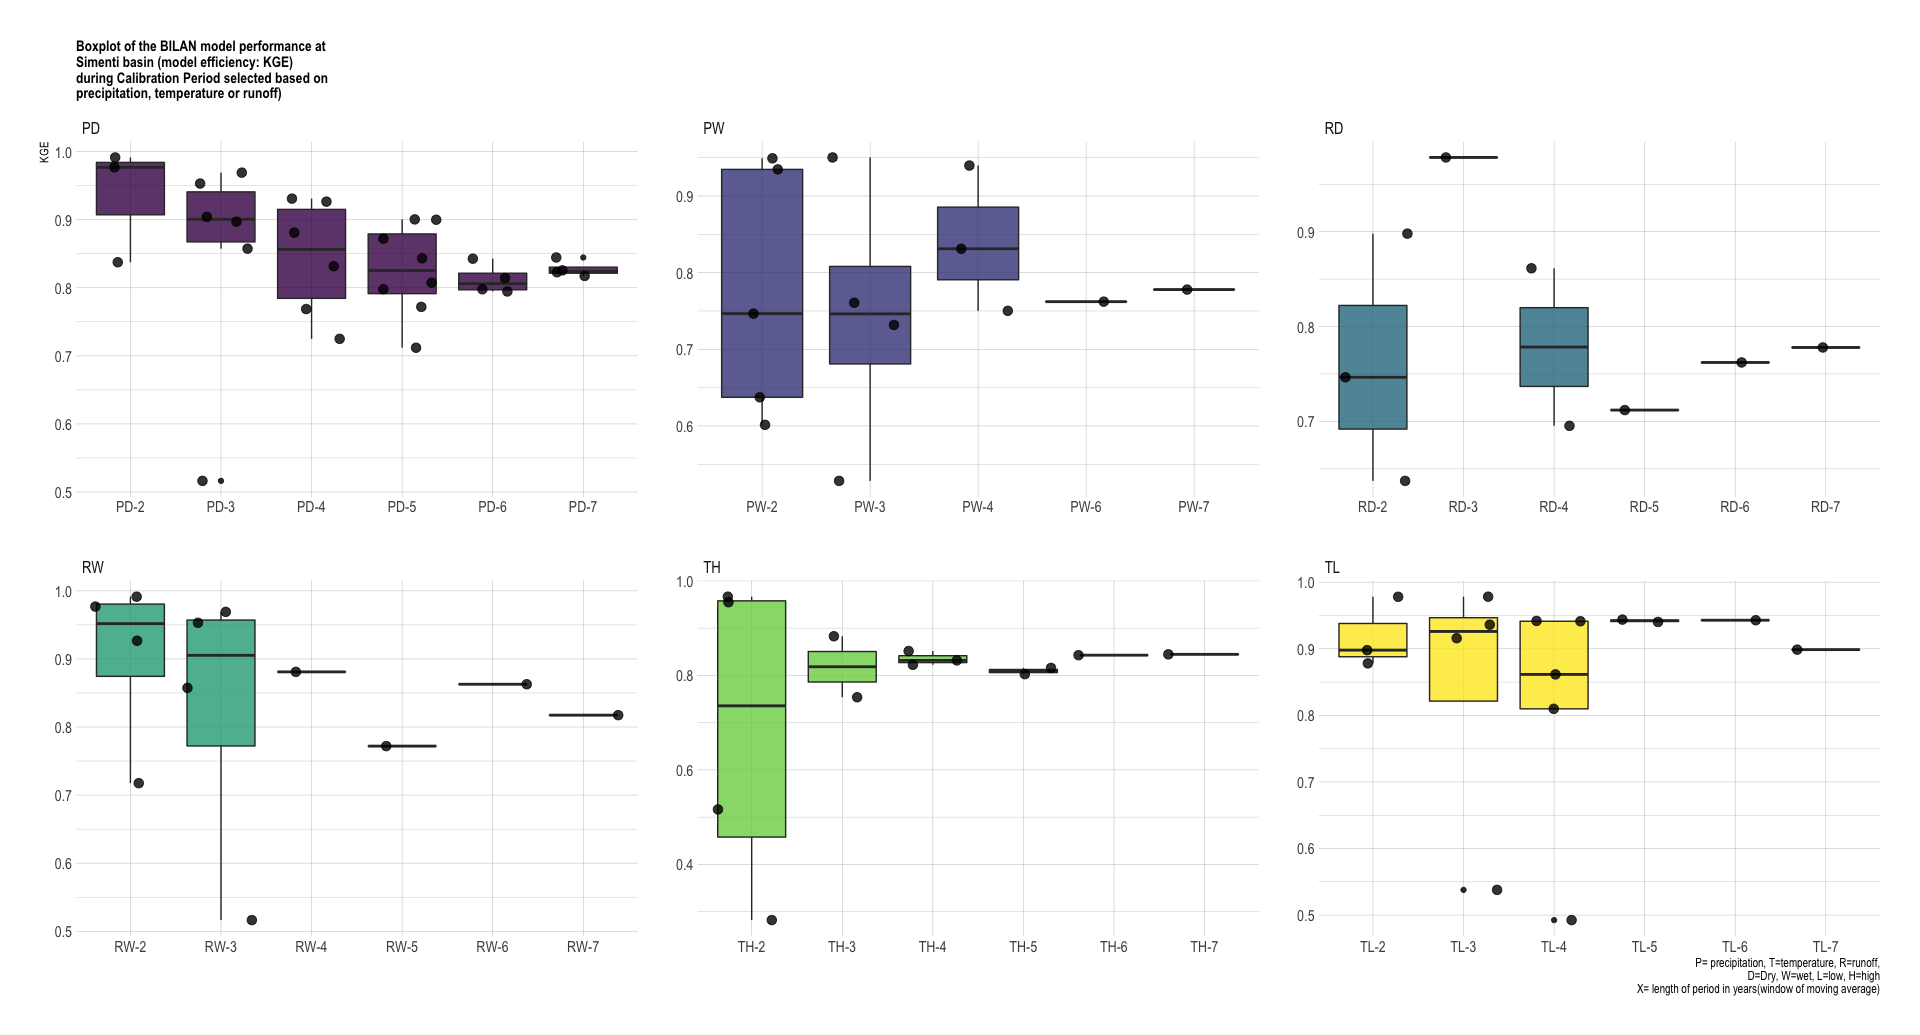 Boxplot of the BILAN model performance at
Simenti basin (model efficiency: KGE)
during Calibration Period selected based on
precipitation, temperature or runoff)
PD
KGE
1.0
0.9
0.8
0.7
0.6
0.5
PD-2 PD-3 PD-4 PD-5 PD-6 PD-7
PW
0.9
0.8
0.7
0.6
PW-2 PW-3 PW-4 PW-6 PW-7
RD
0.9
0.8
0.7
RD-2 RD-3 RD-4 RD-5 RD-6 RD-7
RW
1.0
0.9
0.8
0.7
0.6
0.5
RW-2 RW-3 RW-4 RW-5 RW-6 RW-7
TH
1.0
0.8
0.6
0.4
TH-2 TH-3 TH-4 TH-5 TH-6 TH-7
TL
1.0
0.9
0.8
0.7
0.6
0.5
TL-2 TL-3 TL-4 TL-5 TL-6 TL-7
P= precipitation, T=temperature, R=runoff,
D=Dry, W=wet, L=low, H=high
X= length of period in years(window of moving average)